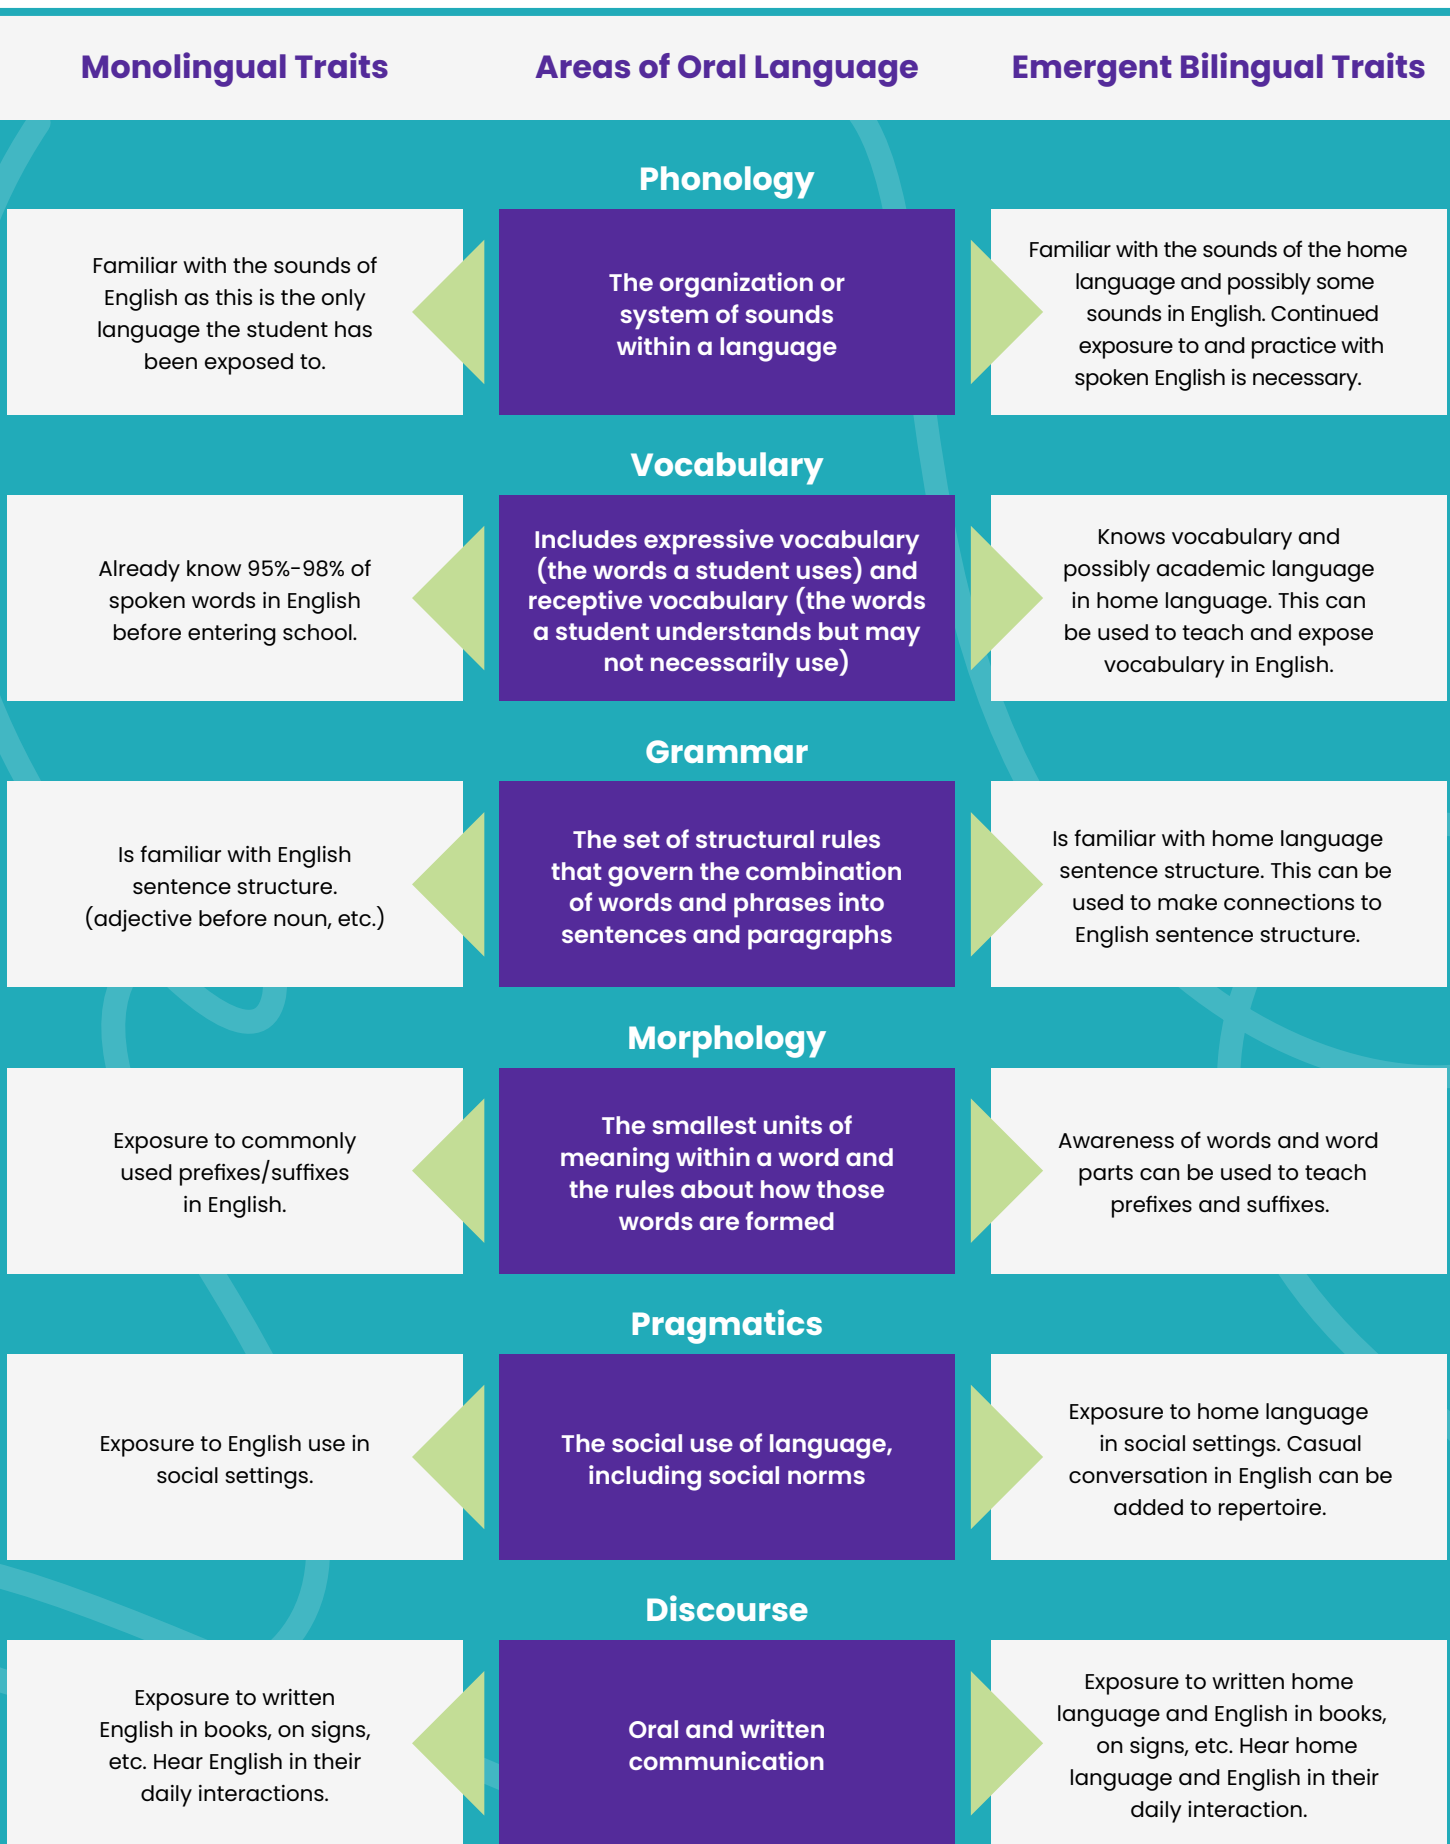 Monolingual Traits
Areas of Oral Language
Emergent Bilingual Traits
Phonology
Familiar with the sounds of
English as this is the only
language the student has
been exposed to.
The organization or
system of sounds
within a language
Familiar with the sounds of the home
language and possibly some
sounds in English. Continued
exposure to and practice with
spoken English is necessary.
Vocabulary
Already know 95%-98% of
spoken words in English
before entering school.
Includes expressive vocabulary
(the words a student uses) and
receptive vocabulary (the words
a student understands but may
not necessarily use)
Knows vocabulary and
possibly academic language
in home language. This can
be used to teach and expose
vocabulary in English.
Grammar
Is familiar with English
sentence structure.
(adjective before noun, etc.)
The set of structural rules
that govern the combination
of words and phrases into
sentences and paragraphs
Is familiar with home language
sentence structure. This can be
used to make connections to
English sentence structure.
Morphology
Exposure to commonly
used prefixes/suffixes
in English.
The smallest units of
meaning within a word and
the rules about how those
words are formed
Awareness of words and word
parts can be used to teach
prefixes and suffixes.
Pragmatics
Exposure to English use in
social settings.
The social use of language,
including social norms
Exposure to home language
in social settings. Casual
conversation in English can be
added to repertoire.
Discourse
Exposure to written
English in books, on signs,
etc. Hear English in their
daily interactions.
Oral and written
communication
Exposure to written home
language and English in books,
on signs, etc. Hear home
language and English in their
daily interaction.